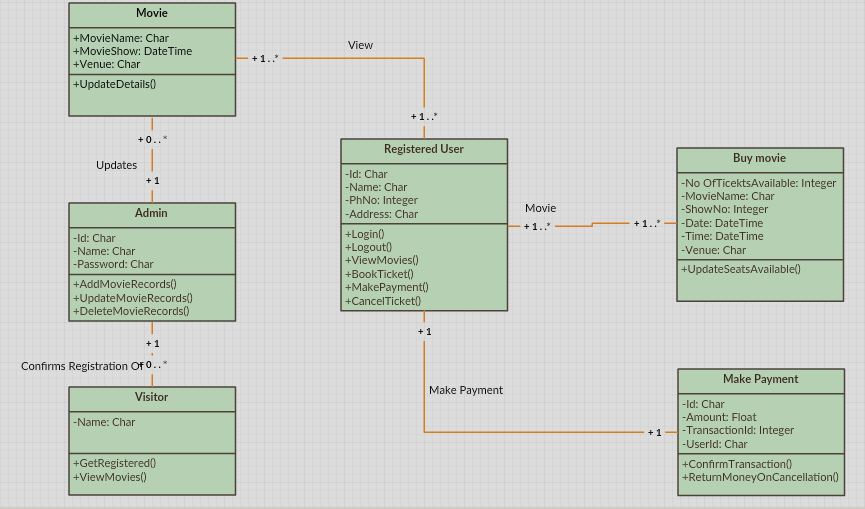 Movie
+MovieName: Char
+MovieShow: DateTime
+Venue: Char
+UpdateDetails()
+ 1 . . *
View
+ 1 . . *
+ 0 . . *
Updates
+ 1
Admin
-Id: Char
-Name: Char
-Password: Char
+AddMovieRecords()
+UpdateMovieRecords()
+DeleteMovieRecords()
+ 1
Confirms Registration Of
+ 0 . . *
Visitor
-Name: Char
+GetRegistered()
+ViewMovies()
Registered User
-Id: Char
-Name: Char
-PhNo: Integer
-Address: Char
+Login()
+Logout()
+ViewMovies()
+BookTicket()
+MakePayment()
+CancelTicket()
Movie
+ 1 . . *
+ 1 . . *
Buy movie
-No OfTicektsAvailable: Integer
-MovieName: Char
-ShowNo: Integer
-Date: DateTime
-Time: DateTime
-Venue: Char
+UpdateSeatsAvailable()
+ 1
Make Payment
+ 1
Make Payment
-Id: Char
-Amount: Float
-TransactionId: Integer
-UserId: Char
+ConfirmTransaction()
+ReturnMoneyOnCancellation()